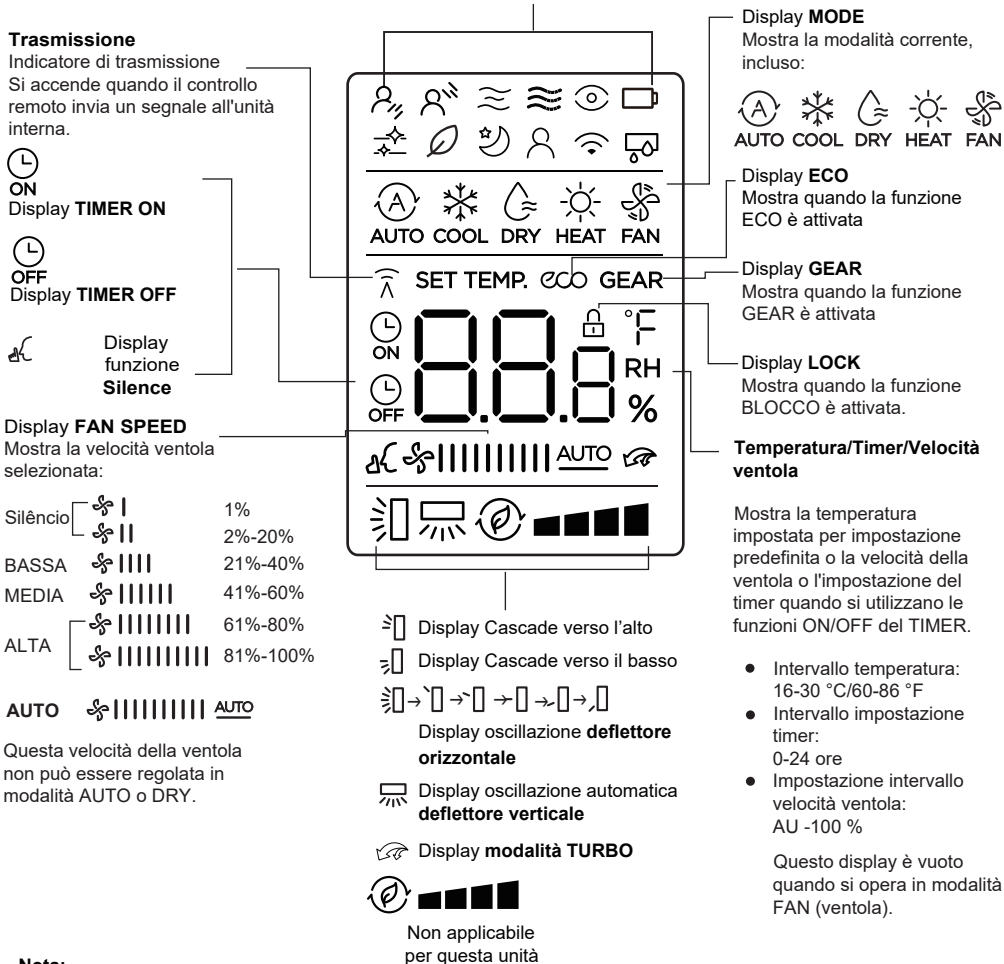 Trasmissione
Indicatore di trasmissione
Si accende quando il controllo
remoto invia un segnale all'unità
interna.
ON
Display TIMER ON
OFF
Display TIMER OFF
Display
funzione
Silence
Display FAN SPEED
Mostra la velocità ventola
selezionata:
Silêncio
1%
2%-20%
BASSA 21%-40%
MEDIA 41%-60%
ALTA
61%-80%
81%-100%
AUTO AUTO
Questa velocità della ventola
non può essere regolata in
modalità AUTO o DRY.
AUTO COOL DRY HEAT FAN
SET TEMP. eco GEAR
ON
OFF
88.8
°F
RH
%
AUTO
Display Cascade verso l'alto
Display Cascade verso il basso
Display oscillazione deflettore
orizzontale
Display oscillazione automatica
deflettore verticale
Display modalità TURBO
Non applicabile
per questa unità
Display MODE
Mostra la modalità corrente,
incluso:
A
AUTO COOL DRY HEAT FAN
Display ECO
Mostra quando la funzione
ECO è attivata
Display GEAR
Mostra quando la funzione
GEAR è attivata
Display LOCK
Mostra quando la funzione
BLOCCO è attivata.
Temperatura/Timer/Velocità
ventola
Mostra la temperatura
impostata per impostazione
predefinita o la velocità della
ventola o l'impostazione del
timer quando si utilizzano le
funzioni ON/OFF del TIMER.
● Intervallo temperatura:
16-30 °C/60-86 °F
● Intervallo impostazione
timer:
0-24 ore
● Impostazione intervallo
velocità ventola:
AU -100 %
Questo display è vuoto
quando si opera in modalità
FAN (ventola).